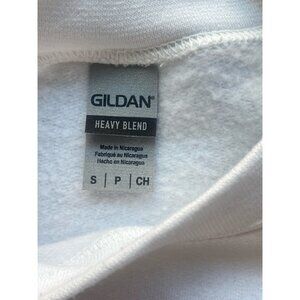 GILDAN®
HEAVY BLEND
Made in Nicaragua
Fabriqué au Nicaragua
Hecho en Nicaragua
S | P | CH